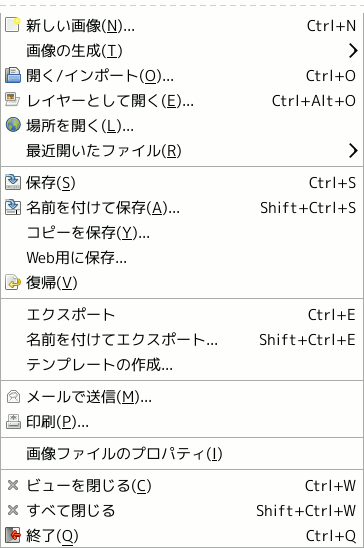 新しい画像(N)... Ctrl+N
画像の生成(T)
開く/インポート(O)... Ctrl+O
レイヤーとして開く(E)... Ctrl+Alt+O
場所を開く(L)...
最近開いたファイル(R)
保存(S) Ctrl+S
名前を付けて保存(A)... Shift+Ctrl+S
コピーを保存(Y)...
Web用に保存...
復帰(V)
エクスポート Ctrl+E
名前を付けてエクスポート... Shift+Ctrl+E
テンプレートの作成...
メールで送信(M)...
印刷(P)...
画像ファイルのプロパティ(I)
ビューを閉じる(C) Ctrl+W
すべて閉じる Shift+Ctrl+W
終了(Q) Ctrl+Q